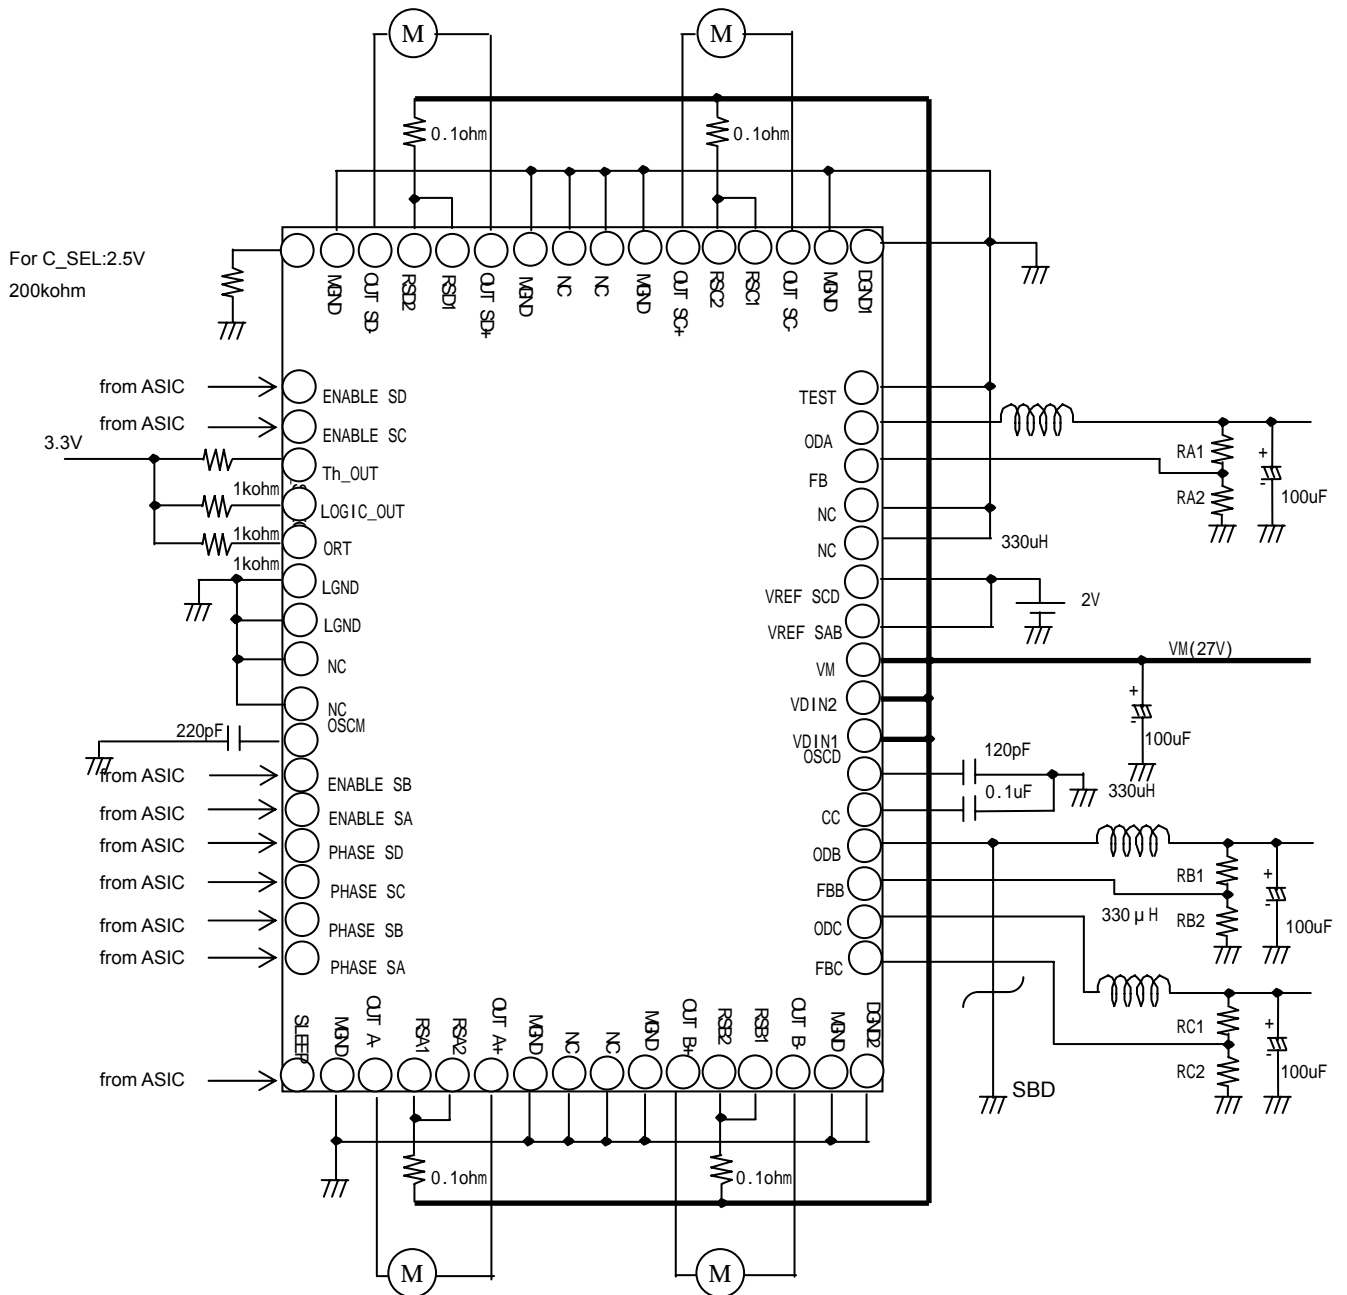 M
M
0.1ohm
0.1ohm
For C_SEL:2.5V
200kohm
MGND
OUT SD-
RSD2
RSD1
OUT SD+
MGND
NC
NC
MGND
OUT SC+
RSC2
RSC1
OUT SC-
MGND
DGND1
from ASIC
ENABLE SD
from ASIC
ENABLE SC
3.3V
Th_OUT
1kohm
LOGIC_OUT
1kohm
ORT
1kohm
LGND
LGND
NC
NC
OSCM
220pF
from ASIC
ENABLE SB
from ASIC
ENABLE SA
from ASIC
PHASE SD
from ASIC
PHASE SC
from ASIC
PHASE SB
from ASIC
PHASE SA
from ASIC
SLEEP
TEST
ODA
FB
NC
NC
330uH
RA1
RA2
+
-
100uF
VREF SCD
VREF SAB
2V
VM
VM(27V)
VDIN2
VDIN1
OSCD
+
-
100uF
120pF
0.1uF
330uH
CC
ODB
FBB
RB1
RB2
+
-
100uF
330μH
ODC
FBC
RC1
RC2
+
-
100uF
SBD
MGND
OUT A-
RSA1
RSA2
OUT A+
MGND
NC
NC
MGND
OUT B+
RSB2
RSB1
OUT B-
MGND
DGND2
0.1ohm
0.1ohm
M
M